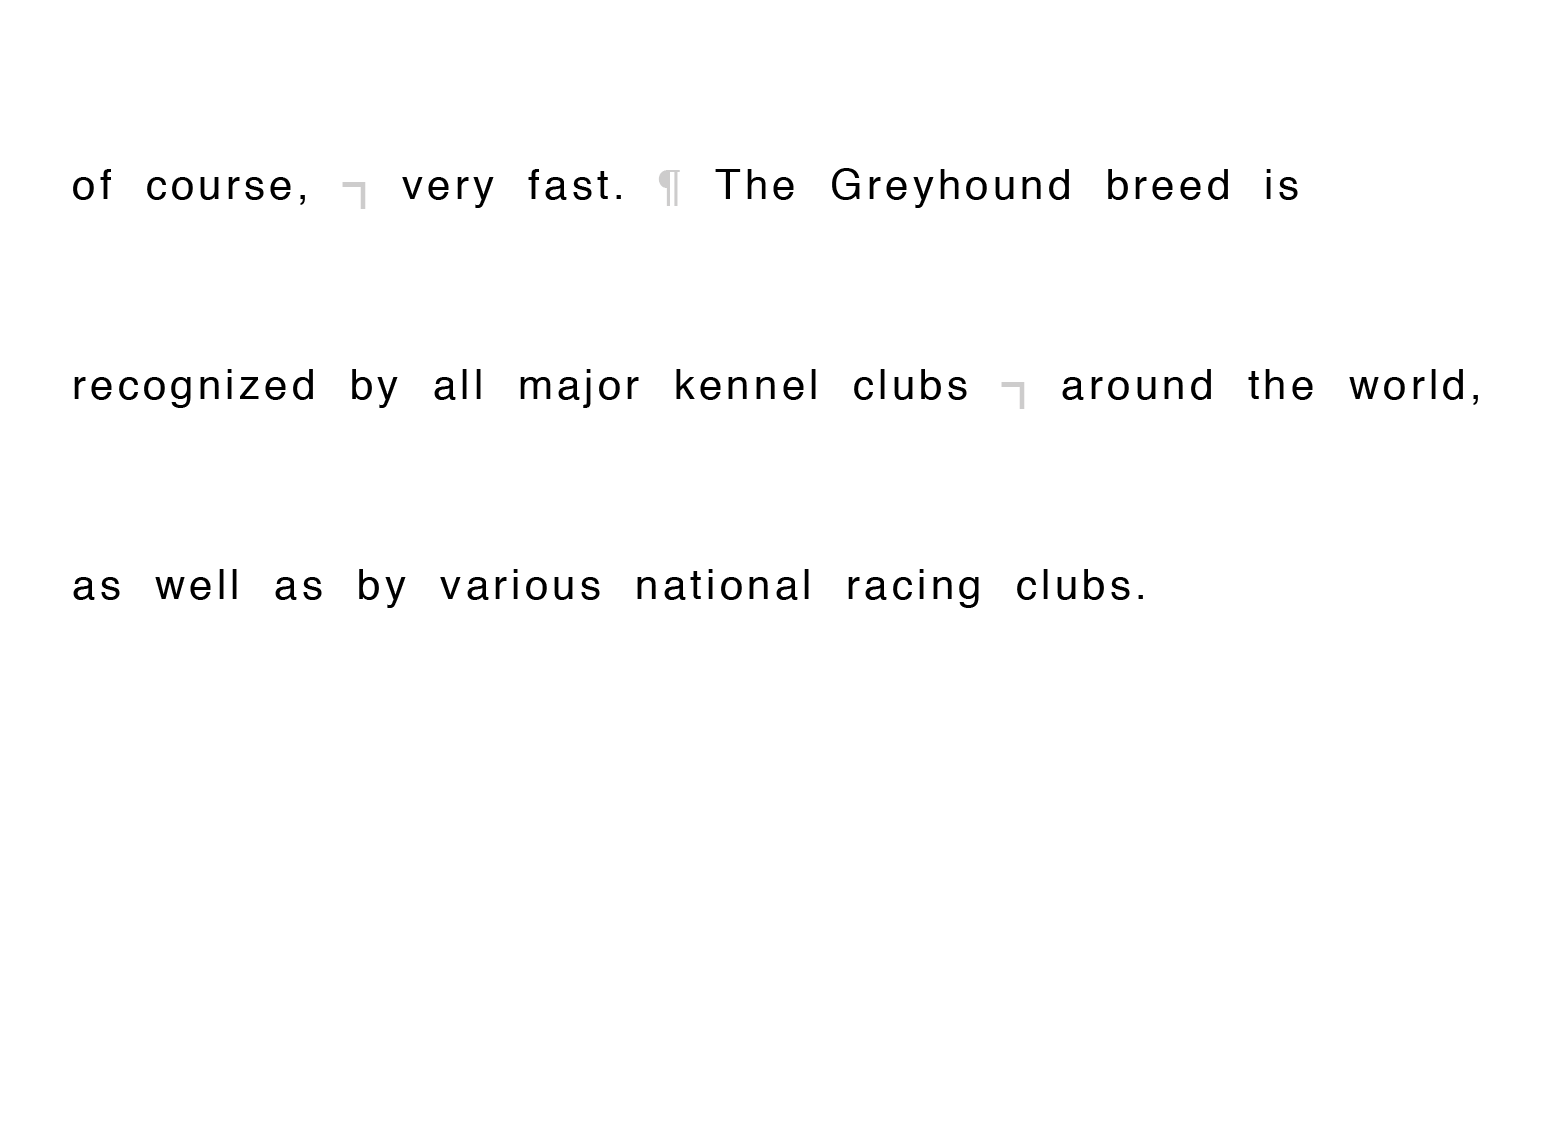 of course, ¬ very fast. ¶ The Greyhound breed is
recognized by all major kennel clubs ¬ around the world,
as well as by various national racing clubs.